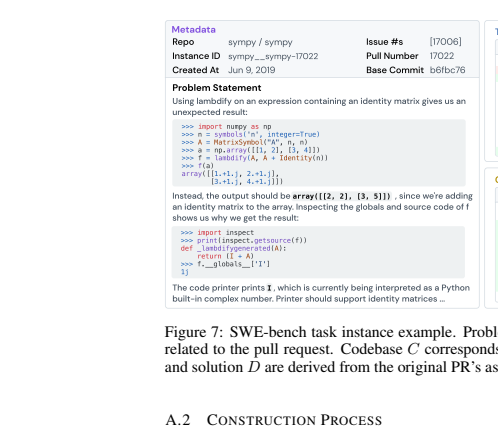 Metadata
Repo sympy / sympy Issue #s [17006]
Instance ID sympy__sympy-17022 Pull Number 17022
Created At Jun 9, 2019 Base Commit b6fbc76
Problem Statement
Using lambdify on an expression containing an identity matrix gives us an
unexpected result:
>>> import numpy as np
>>> n = symbols('n', integer=True)
>>> A = MatrixSymbol("A", n, n)
>>> a = np.array([[1, 2], [3, 4]])
>>> f = lambdify(A, A + Identity(n))
>>> f(a)
array([[1.+1.j, 2.+1.j],
[3.+1.j, 4.+1.j]])
Instead, the output should be array([[2, 2], [3, 5]]) , since we're adding
an identity matrix to the array. Inspecting the globals and source code of f
shows us why we get the result:
>>> import inspect
>>> print(inspect.getsource(f))
def _lambdifygenerated(A):
return (I + A)
>>> f.__globals__['I']
1j
The code printer prints I , which is currently being interpreted as a Python
built-in complex number. Printer should support identity matrices ...
Figure 7: SWE-bench task instance example. Probl
related to the pull request. Codebase C corresponds
and solution D are derived from the original PR's as
A.2 CONSTRUCTION PROCESS